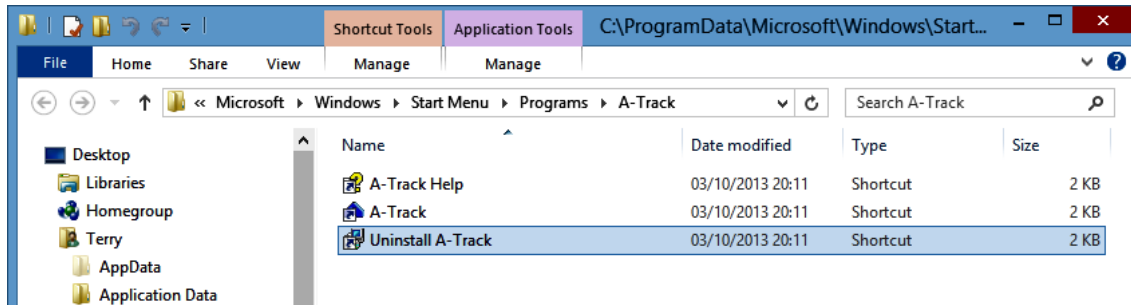 Shortcut Tools Application Tools C:\ProgramData\Microsoft\Windows\Start...
File Home Share View Manage Manage
« Microsoft Windows Start Menu Programs A-Track Search A-Track
Name Date modified Type Size
Desktop
Libraries
Homegroup
Terry
AppData
Application Data
A-Track Help 03/10/2013 20:11 Shortcut 2 KB
A-Track 03/10/2013 20:11 Shortcut 2 KB
Uninstall A-Track 03/10/2013 20:11 Shortcut 2 KB